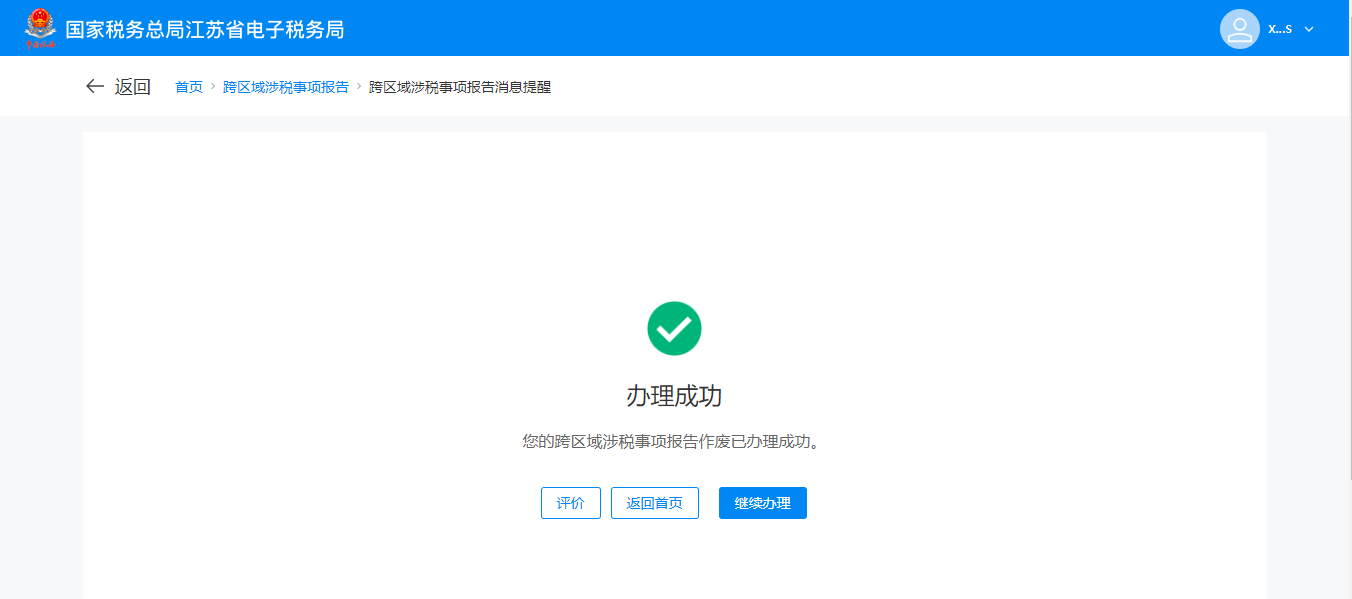 国家税务总局江苏省电子税务局
x...s
返回 首页 > 跨区域涉税事项报告 > 跨区域涉税事项报告消息提醒
办理成功
您的跨区域涉税事项报告作废已办理成功。
评价 返回首页 继续办理